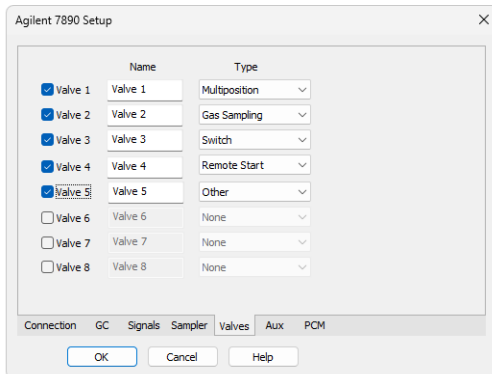 Agilent 7890 Setup
Name Type
Valve 1 Valve 1 Multiposition
Valve 2 Valve 2 Gas Sampling
Valve 3 Valve 3 Switch
Valve 4 Valve 4 Remote Start
Valve 5 Valve 5 Other
Valve 6 Valve 6 None
Valve 7 Valve 7 None
Valve 8 Valve 8 None
Connection GC Signals Sampler Valves Aux PCM
OK Cancel Help